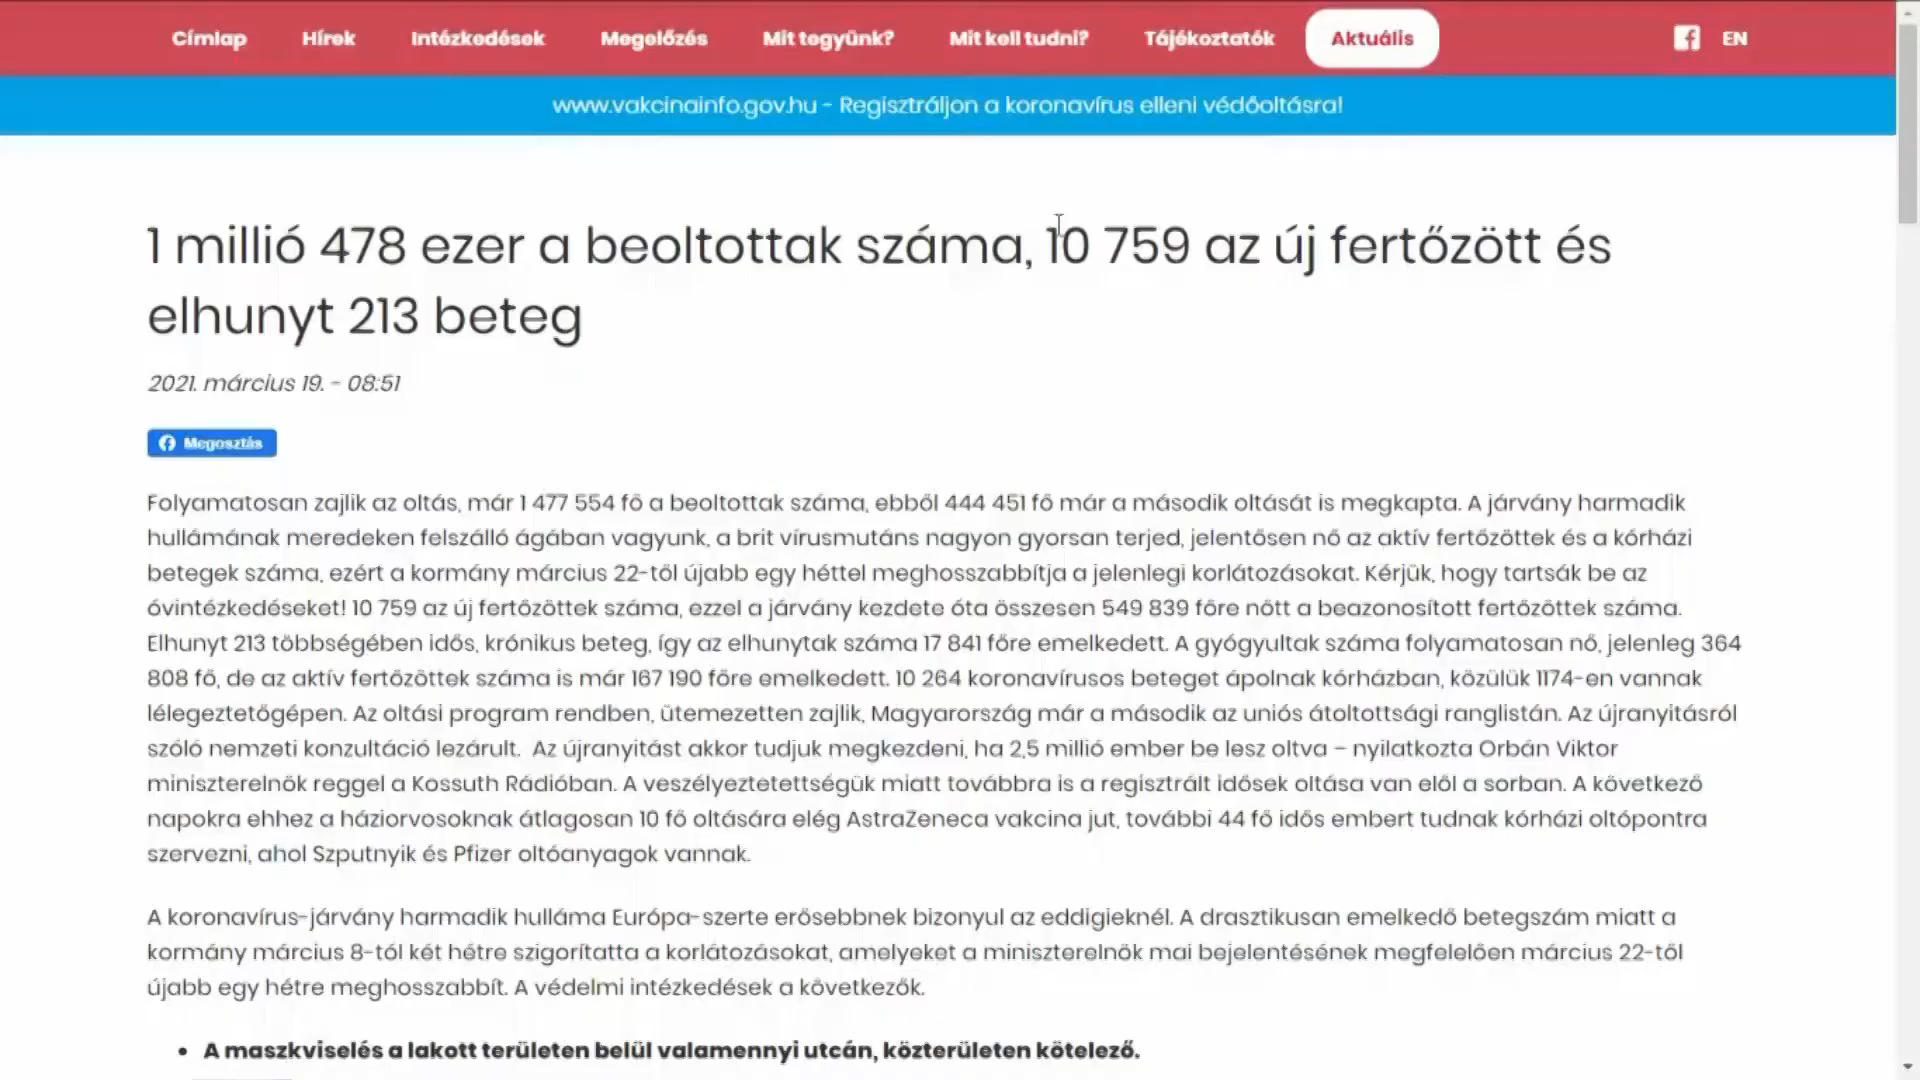 Címlap Hírek Intézkedések Megelőzés Mit tegyünk? Mit kell tudni? Tájékoztatók Aktuális EN
www.vakcinainfo.gov.hu - Regisztráljon a koronavírus elleni védőoltásra!
1 millió 478 ezer a beoltottak száma, 10 759 az új fertőzött és
elhunyt 213 beteg
2021. március 19. - 08:51
Megosztás
Folyamatosan zajlik az oltás, már 1 477 554 fő a beoltottak száma, ebből 444 451 fő már a második oltását is megkapta. A járvány harmadik
hullámának meredeken felszálló ágában vagyunk, a brit vírusmutáns nagyon gyorsan terjed, jelentősen nő az aktív fertőzöttek és a kórházi
betegek száma, ezért a kormány március 22-től újabb egy héttel meghosszabbítja a jelenlegi korlátozásokat. Kérjük, hogy tartsák be az
óvintézkedéseket! 10 759 az új fertőzöttek száma, ezzel a járvány kezdete óta összesen 549 839 főre nőtt a beazonosított fertőzöttek száma.
Elhunyt 213 többségében idős, krónikus beteg, így az elhunytak száma 17 841 főre emelkedett. A gyógyultak száma folyamatosan nő, jelenleg 364
808 fő, de az aktív fertőzöttek száma is már 167 190 főre emelkedett. 10 264 koronavírusos beteget ápolnak kórházban, közülük 1174-en vannak
lélegeztetőgépen. Az oltási program rendben, ütemezetten zajlik, Magyarország már a második az uniós átoltottsági ranglistán. Az újranyitásról
szóló nemzeti konzultáció lezárult. Az újranyitást akkor tudjuk megkezdeni, ha 2,5 millió ember be lesz oltva – nyilatkozta Orbán Viktor
miniszterelnök reggel a Kossuth Rádióban. A veszélyeztetettségük miatt továbbra is a regisztrált idősek oltása van elől a sorban. A következő
napokra ehhez a háziorvosoknak átlagosan 10 fő oltására elég AstraZeneca vakcina jut, további 44 fő idős embert tudnak kórházi oltópontra
szervezni, ahol Szputnyik és Pfizer oltóanyagok vannak.
A koronavírus-járvány harmadik hulláma Európa-szerte erősebbnek bizonyul az eddigieknél. A drasztikusan emelkedő betegszám miatt a
kormány március 8-tól két hétre szigorította a korlátozásokat, amelyeket a miniszterelnök mai bejelentésének megfelelően március 22-től
újabb egy hétre meghosszabbít. A védelmi intézkedések a következők.
• A maszkviselés a lakott területen belül valamennyi utcán, közterületen kötelező.